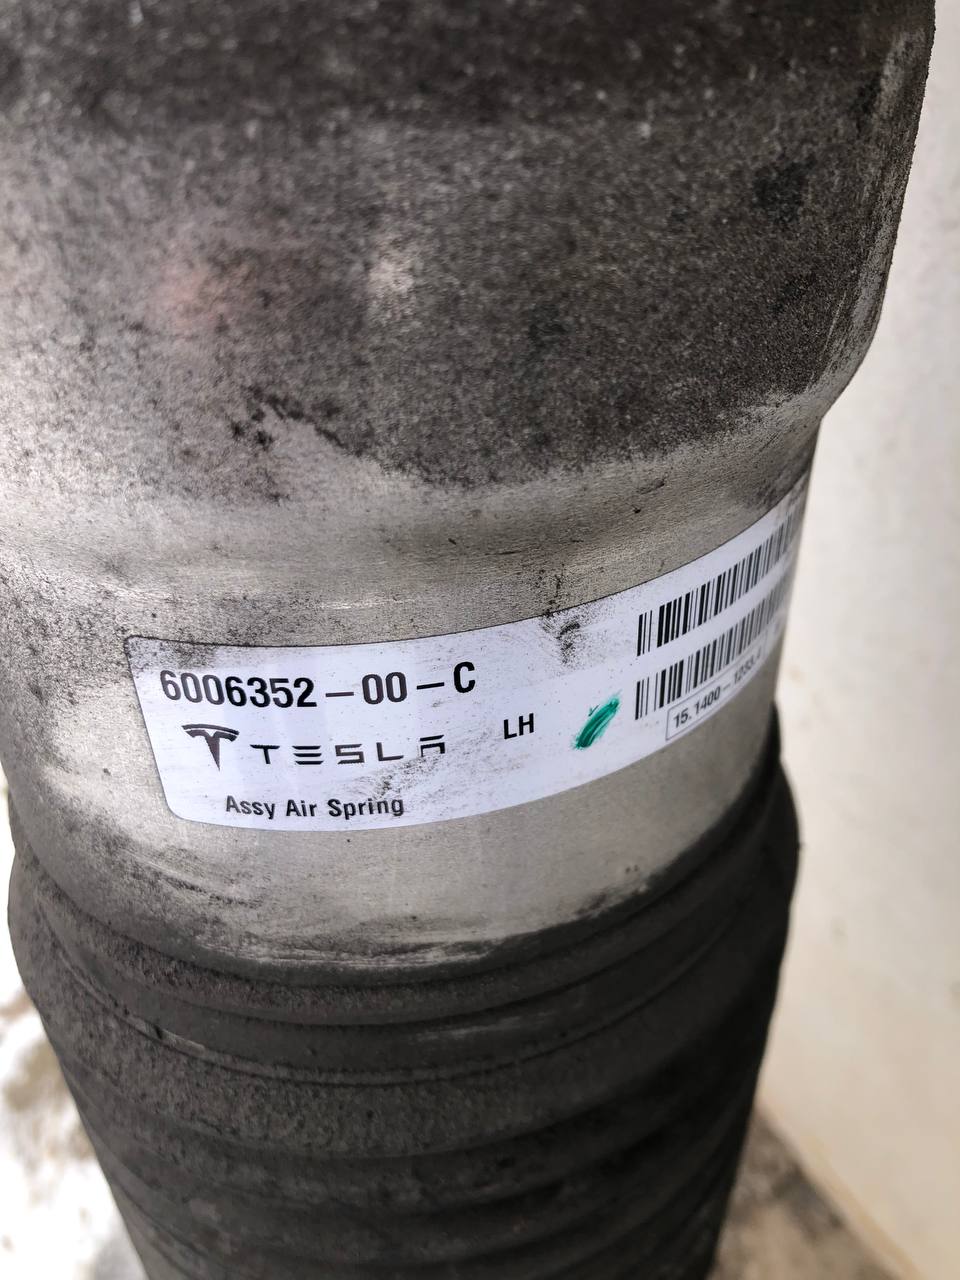 6006352-00-C
TESLA
LH
Assy Air Spring